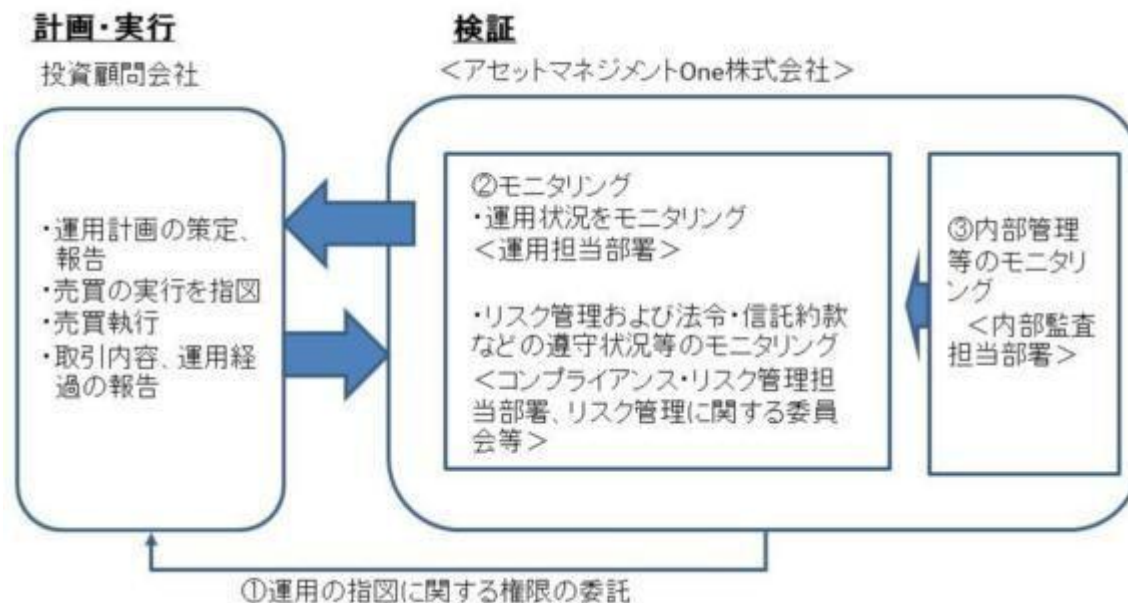 計画・実行
投資顧問会社
・運用計画の策定、
報告
・売買の実行を指図
・売買執行
・取引内容、運用経
過の報告
検証
＜アセットマネジメントOne株式会社＞
②モニタリング
・運用状況をモニタリング
＜運用担当部署＞
・リスク管理および法令・信託約款
などの遵守状況等のモニタリング
＜コンプライアンス・リスク管理担
当部署、リスク管理に関する委員
会等＞
③内部管理
等のモニタリ
ング
＜内部監査
担当部署＞
①運用の指図に関する権限の委託